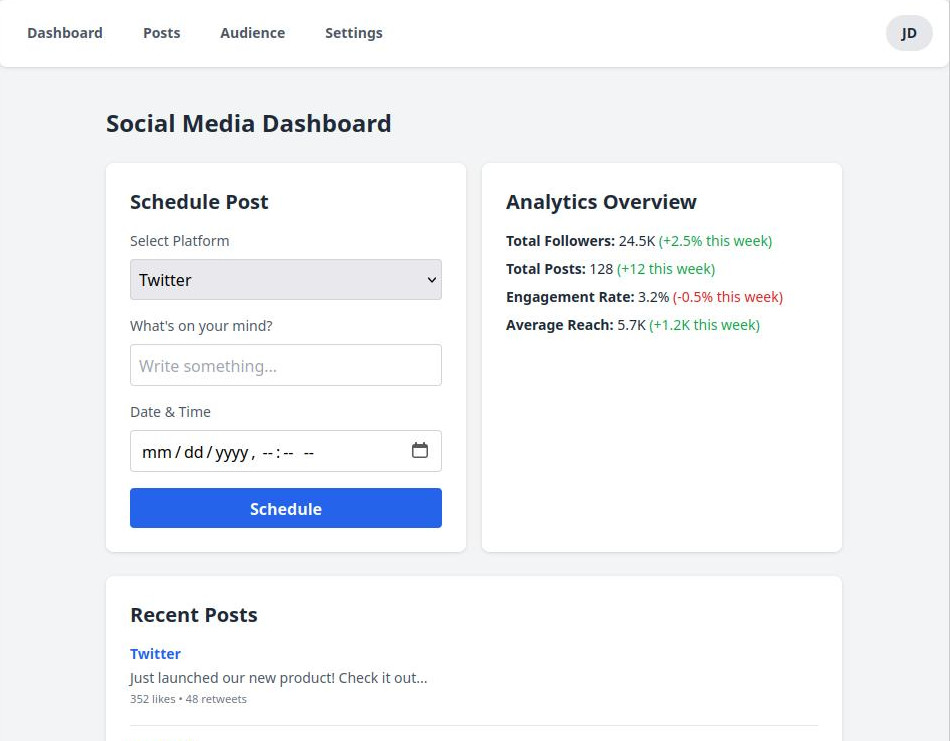 Dashboard Posts Audience Settings JD
Social Media Dashboard
Schedule Post
Select Platform
Twitter
What's on your mind?
Write something...
Date & Time
mm/dd/yyyy, --:-- --
Schedule
Analytics Overview
Total Followers: 24.5K (+2.5% this week)
Total Posts: 128 (+12 this week)
Engagement Rate: 3.2% (-0.5% this week)
Average Reach: 5.7K (+1.2K this week)
Recent Posts
Twitter
Just launched our new product! Check it out...
352 likes • 48 retweets